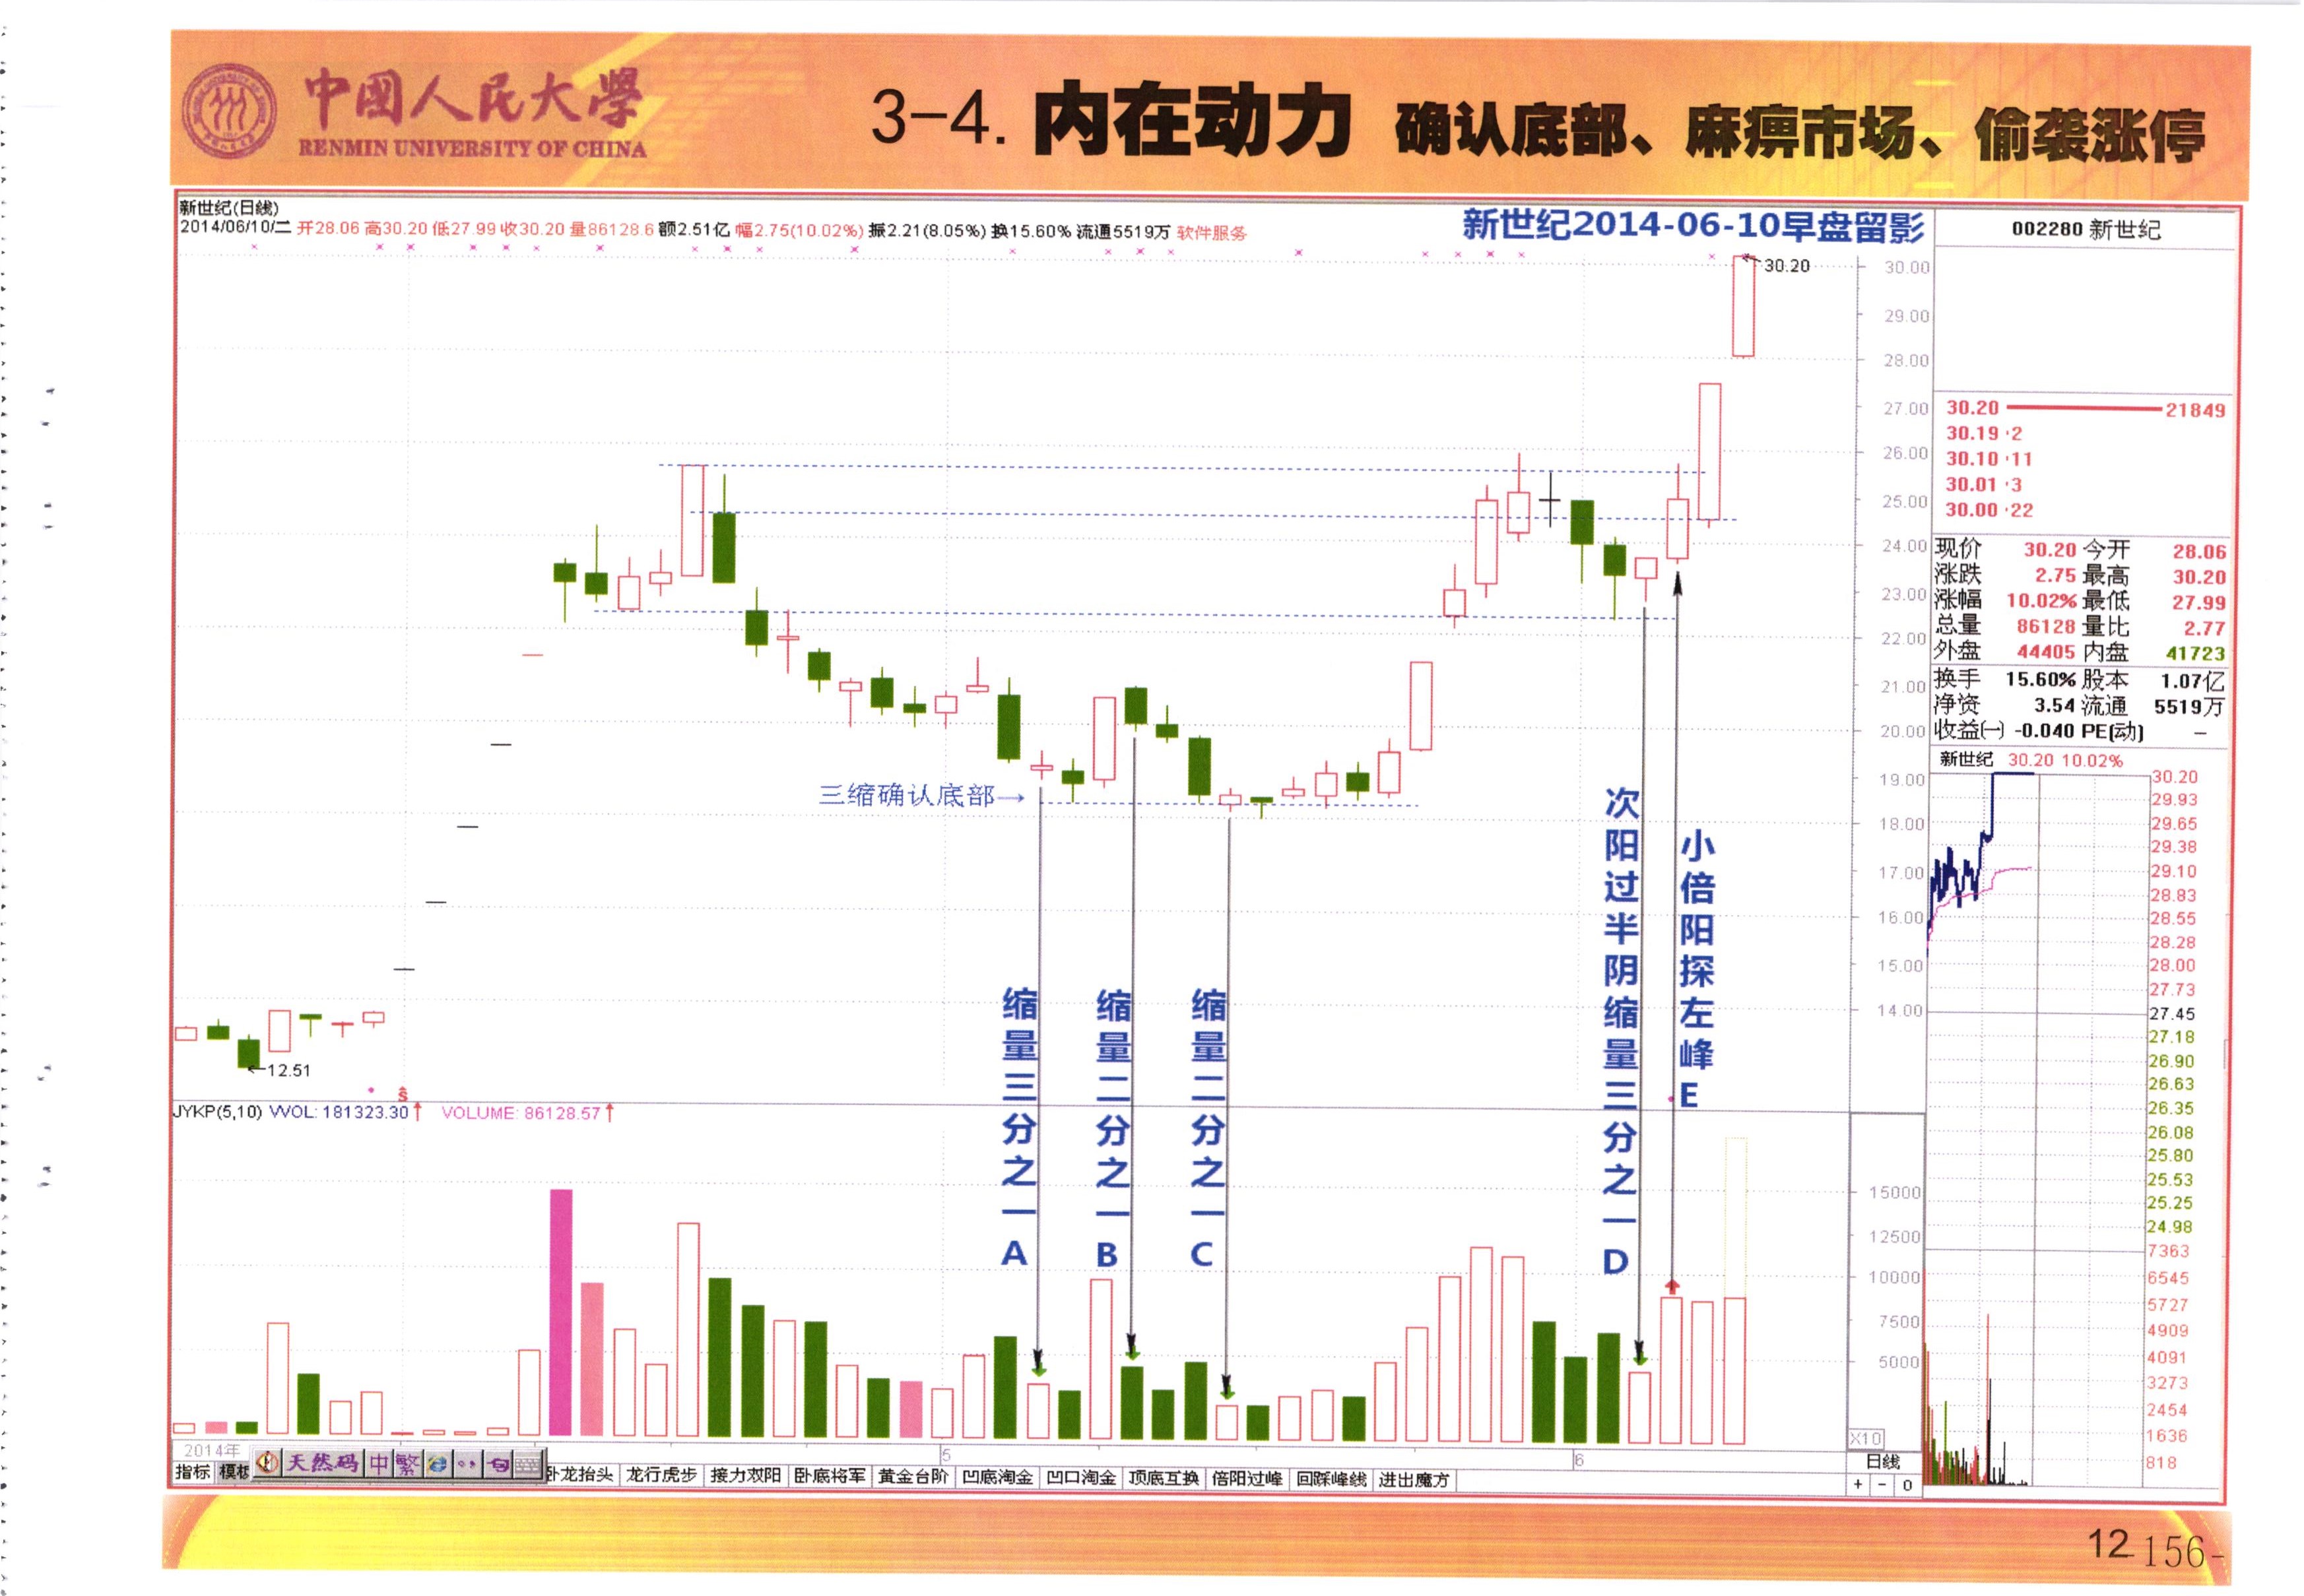 中國人民大學
RENMIN UNIVERSITY OF CHINA
3-4. 内在动力 确认底部、麻痹市场、偷袭涨停
新世纪(日线)
2014/06/10/二 开28.06 高30.20 低27.99 收30.20 量86128.6 额2.51亿 幅2.75(10.02%) 振2.21(8.05%) 换15.60% 流通5519万 软件服务
新世纪2014-06-10早盘留影
002280 新世纪
30.20
30.00
29.00
28.00
27.00
26.00
25.00
24.00
23.00
22.00
21.00
20.00
19.00
18.00
17.00
16.00
15.00
14.00
三缩确认底部→
12.51
缩量三分之一A
缩量二分之一B
缩量二分之一C
次阳过半阴缩量三分之一D
小倍阳探左峰E
JYKP(5,10) VVOL: 181323.30↑ VOLUME: 86128.57↑
15000
12500
10000
7500
5000
X10
2014年
5
6
日线
指标
天然码 中 繁
卧龙抬头 龙行虎步 接力双阳 卧底将军 黄金台阶 凹底淘金 凹口淘金 顶底互换 倍阳过峰 回踩峰线 进出魔方
+ - 0
30.20 21849
30.19 2
30.10 11
30.01 3
30.00 22
现价 30.20 今开 28.06
涨跌 2.75 最高 30.20
涨幅 10.02% 最低 27.99
总量 86128 量比 2.77
外盘 44405 内盘 41723
换手 15.60% 股本 1.07亿
净资 3.54 流通 5519万
收益(一) -0.040 PE(动) —
新世纪 30.20 10.02%
30.20
29.93
29.65
29.38
29.10
28.83
28.55
28.28
28.00
27.73
27.45
27.18
26.90
26.63
26.35
26.08
25.80
25.53
25.25
24.98
7363
6545
5727
4909
4091
3273
2454
1636
818
12
156-